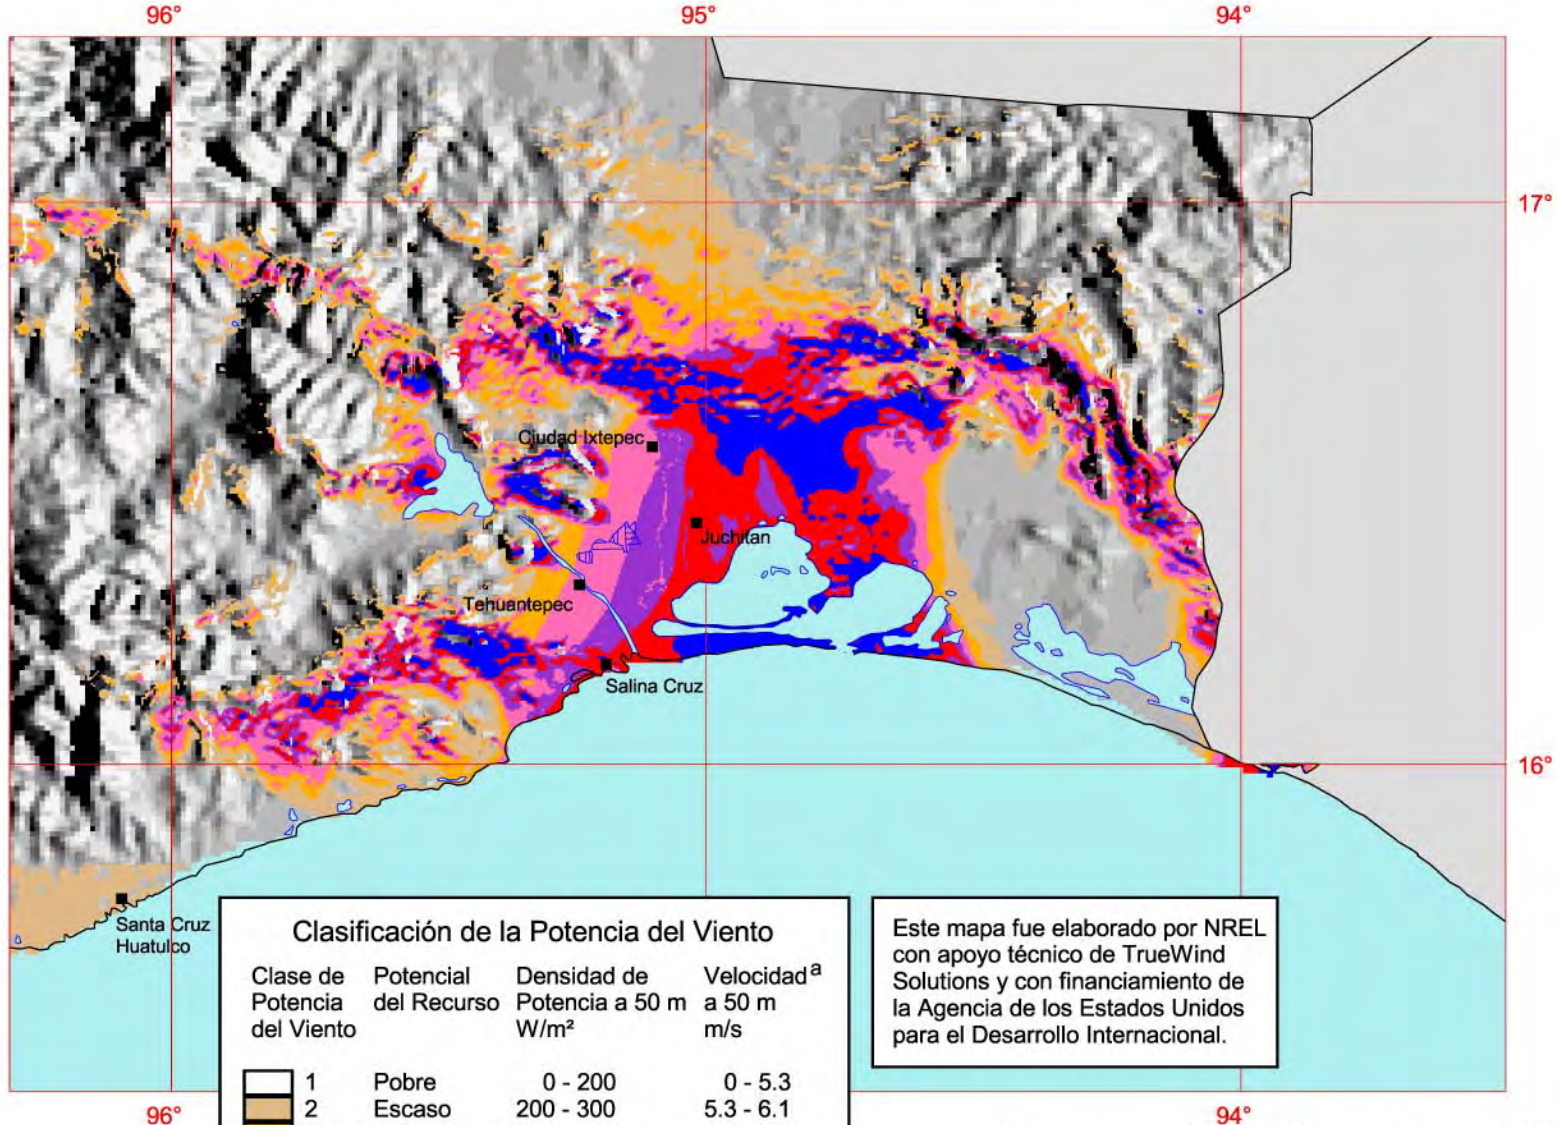 96°
95°
94°
17°
Ciudad Ixtepec
Juchitan
Tehuantepec
Salina Cruz
16°
Santa Cruz
Huatulco
Clasificación de la Potencia del Viento
Clase de Potencia del Viento
Potencial del Recurso
Densidad de Potencia a 50 m W/m²
Velocidad a a 50 m m/s
1 Pobre 0 - 200 0 - 5.3
2 Escaso 200 - 300 5.3 - 6.1
Este mapa fue elaborado por NREL
con apoyo técnico de TrueWind
Solutions y con financiamiento de
la Agencia de los Estados Unidos
para el Desarrollo Internacional.
96°
94°